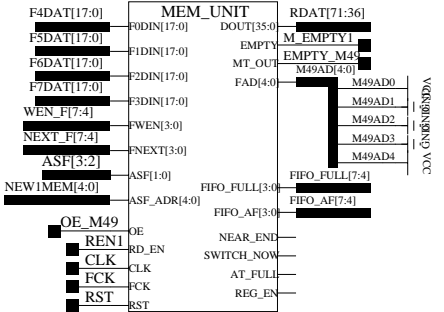 MEM_UNIT
F4DAT[17:0]
F0DIN[17:0]
F5DAT[17:0]
F1DIN[17:0]
F6DAT[17:0]
F2DIN[17:0]
F7DAT[17:0]
F3DIN[17:0]
WEN_F[7:4]
FWEN[3:0]
NEXT_F[7:4]
FNEXT[3:0]
ASF[3:2]
ASF[1:0]
NEW1MEM[4:0]
ASF_ADR[4:0]
OE_M49
OE
REN1
RD_EN
CLK
CLK
FCK
FCK
RST
RST
RDAT[71:36]
DOUT[35:0]
M_EMPTY1
EMPTY
EMPTY_M49
MT_OUT
M49AD[4:0]
FAD[4:0]
M49AD0
M49AD1
M49AD2
M49AD3
M49AD4
VCC
VCC
FIFO_FULL[7:4]
FIFO_FULL[3:0]
FIFO_AF[7:4]
FIFO_AF[3:0]
NEAR_END
SWITCH_NOW
AT_FULL
REG_EN